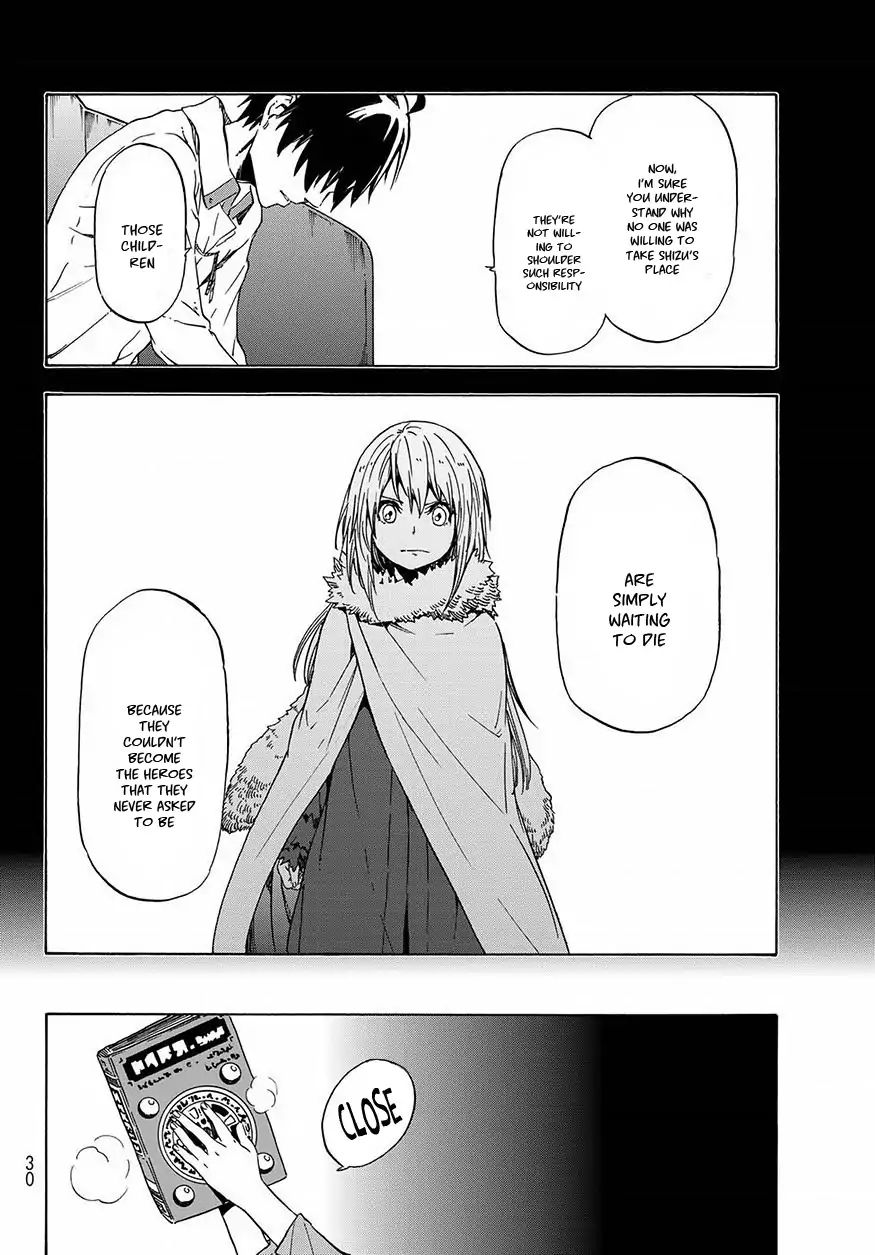 NOW,
I'M SURE
YOU UNDER-
STAND WHY
NO ONE WAS
WILLING TO
TAKE SHIZU'S
PLACE
THEY'RE
NOT WILL-
ING TO
SHOULDER
SUCH RESP-
ONSIBILITY
THOSE
CHILD-
REN
ARE
SIMPLY
WAITING
TO DIE
BECAUSE
THEY
COULDN'T
BECOME
THE HEROES
THAT THEY
NEVER ASKED
TO BE
CLOSE
30